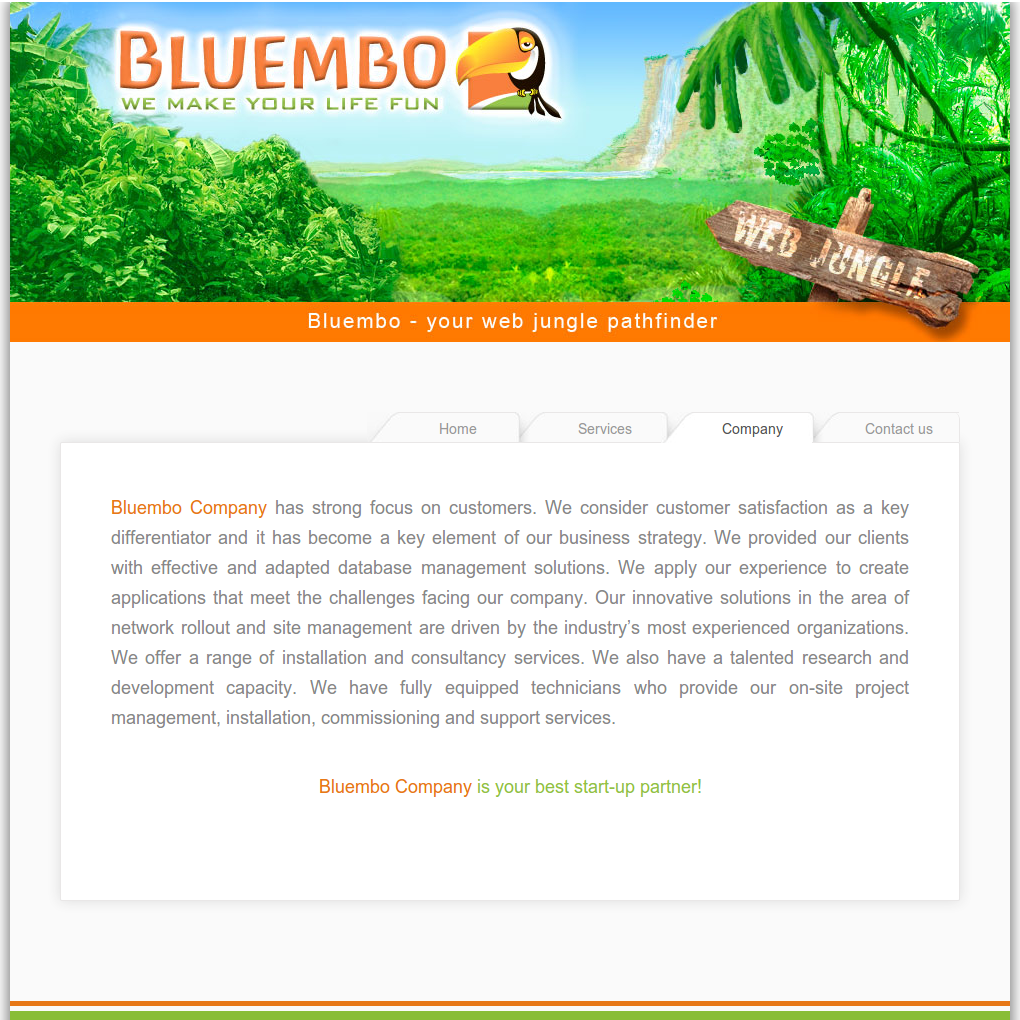 BLUEMBO
WE MAKE YOUR LIFE FUN
WEB JUNGLE
Bluembo - your web jungle pathfinder
Home Services Company Contact us
Bluembo Company has strong focus on customers. We consider customer satisfaction as a key
differentiator and it has become a key element of our business strategy. We provided our clients
with effective and adapted database management solutions. We apply our experience to create
applications that meet the challenges facing our company. Our innovative solutions in the area of
network rollout and site management are driven by the industry’s most experienced organizations.
We offer a range of installation and consultancy services. We also have a talented research and
development capacity. We have fully equipped technicians who provide our on-site project
management, installation, commissioning and support services.
Bluembo Company is your best start-up partner!